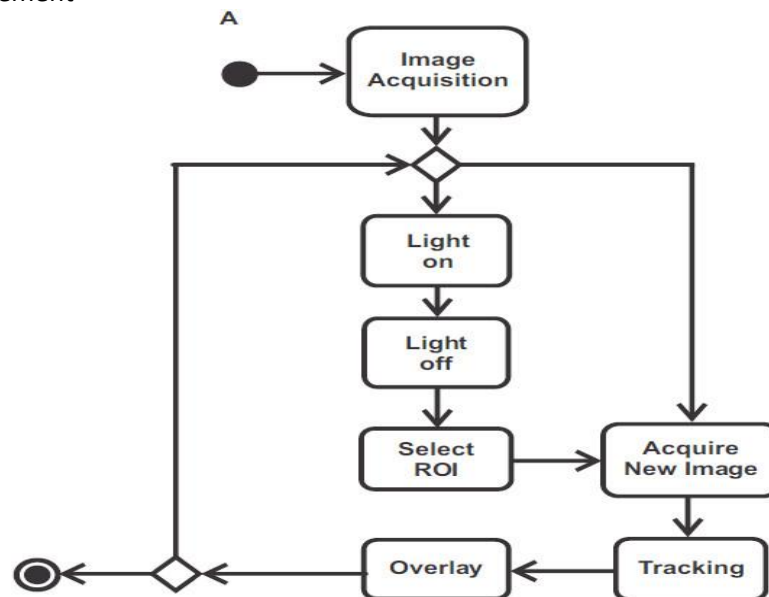 A
Image
Acquisition
Light
on
Light
off
Select
ROI
Acquire
New Image
Overlay
Tracking